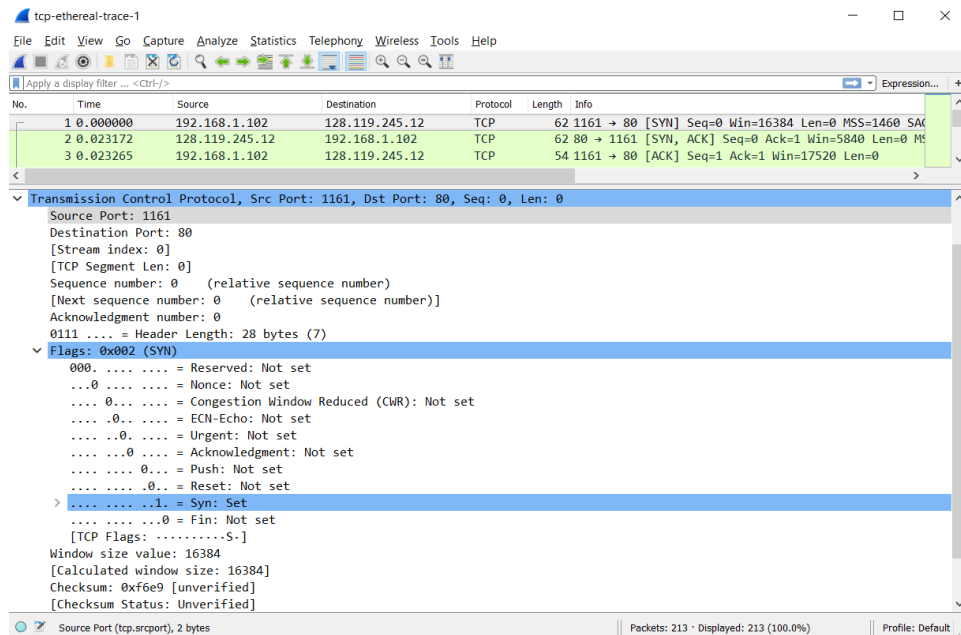 tcp-ethereal-trace-1
File Edit View Go Capture Analyze Statistics Telephony Wireless Tools Help
Apply a display filter ... <Ctrl-/> Expression... +
No. Time Source Destination Protocol Length Info
1 0.000000 192.168.1.102 128.119.245.12 TCP 62 1161 → 80 [SYN] Seq=0 Win=16384 Len=0 MSS=1460 SAC
2 0.023172 128.119.245.12 192.168.1.102 TCP 62 80 → 1161 [SYN, ACK] Seq=0 Ack=1 Win=5840 Len=0 MS
3 0.023265 192.168.1.102 128.119.245.12 TCP 54 1161 → 80 [ACK] Seq=1 Ack=1 Win=17520 Len=0
Transmission Control Protocol, Src Port: 1161, Dst Port: 80, Seq: 0, Len: 0
Source Port: 1161
Destination Port: 80
[Stream index: 0]
[TCP Segment Len: 0]
Sequence number: 0 (relative sequence number)
[Next sequence number: 0 (relative sequence number)]
Acknowledgment number: 0
0111 .... = Header Length: 28 bytes (7)
Flags: 0x002 (SYN)
000. .... .... = Reserved: Not set
...0 .... .... = Nonce: Not set
.... 0... .... = Congestion Window Reduced (CWR): Not set
.... .0.. .... = ECN-Echo: Not set
.... ..0. .... = Urgent: Not set
.... ...0 .... = Acknowledgment: Not set
.... .... 0... = Push: Not set
.... .... .0.. = Reset: Not set
.... .... ..1. = Syn: Set
.... .... ...0 = Fin: Not set
[TCP Flags: ··········S·]
Window size value: 16384
[Calculated window size: 16384]
Checksum: 0xf6e9 [unverified]
[Checksum Status: Unverified]
Source Port (tcp.srcport), 2 bytes Packets: 213 · Displayed: 213 (100.0%) Profile: Default